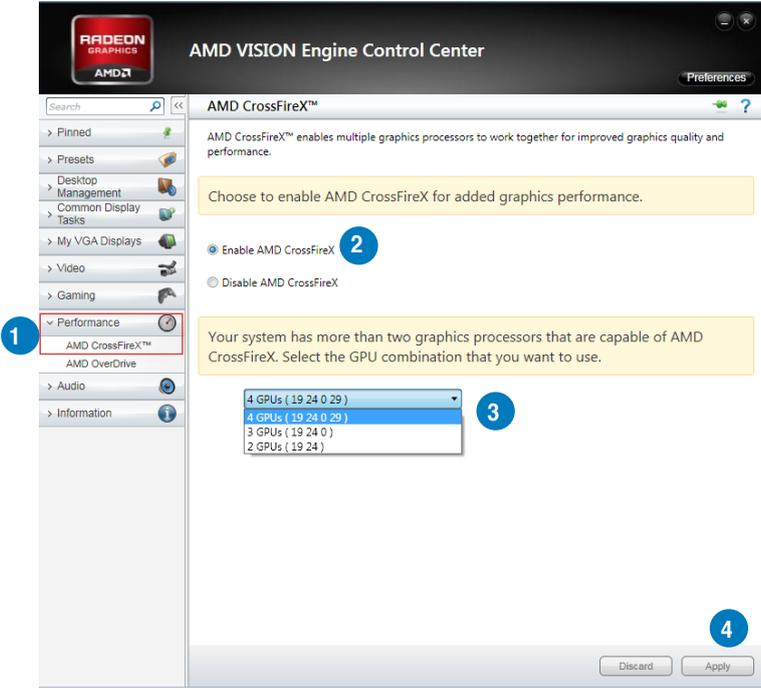 RADEON
GRAPHICS
AMD
AMD VISION Engine Control Center
Preferences
Search
<<
AMD CrossFireX™
?
> Pinned
> Presets
> Desktop
Management
> Common Display
Tasks
> My VGA Displays
> Video
> Gaming
1
Performance
AMD CrossFireX™
AMD OverDrive
> Audio
> Information
AMD CrossFireX™ enables multiple graphics processors to work together for improved graphics quality and
performance.
Choose to enable AMD CrossFireX for added graphics performance.
Enable AMD CrossFireX
2
Disable AMD CrossFireX
Your system has more than two graphics processors that are capable of AMD
CrossFireX. Select the GPU combination that you want to use.
4 GPUs ( 19 24 0 29 )
4 GPUs ( 19 24 0 29 )
3 GPUs ( 19 24 0 )
2 GPUs ( 19 24 )
3
4
Discard
Apply